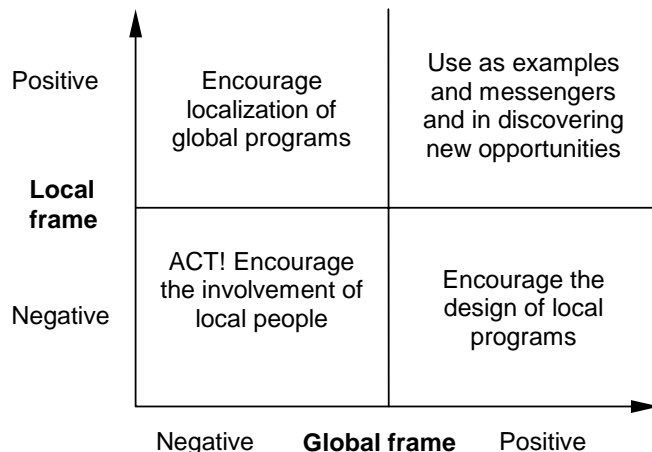 Positive
Encourage
localization of
global programs
Use as examples
and messengers
and in discovering
new opportunities
Local
frame
Negative
ACT! Encourage
the involvement of
local people
Encourage the
design of local
programs
Negative Global frame Positive